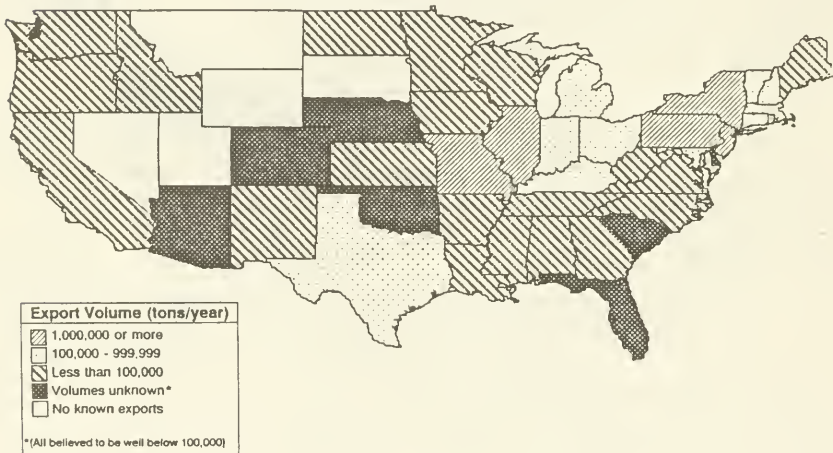 Export Volume (tons/year)
1,000,000 or more
100,000 - 999,999
Less than 100,000
Volumes unknown*
No known exports
*(All believed to be well below 100,000)